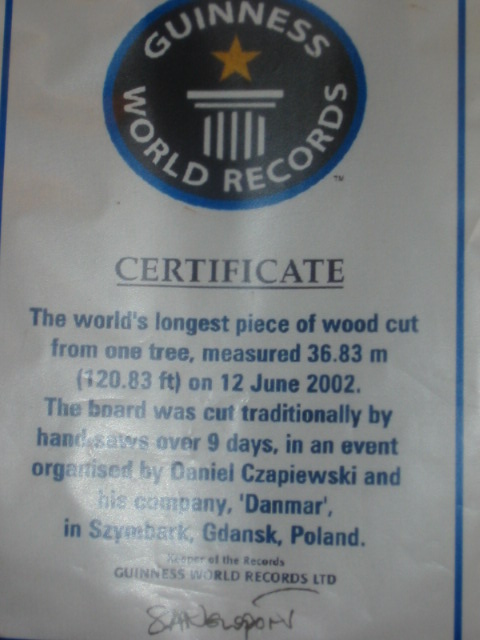 GUINNESS
WORLD RECORDS
TM
CERTIFICATE
The world's longest piece of wood cut
from one tree, measured 36.83 m
(120.83 ft) on 12 June 2002.
The board was cut traditionally by
hand-saws over 9 days, in an event
organised by Daniel Czapiewski and
his company, 'Danmar',
in Szymbark, Gdansk, Poland.
Keeper of the Records
GUINNESS WORLD RECORDS LTD